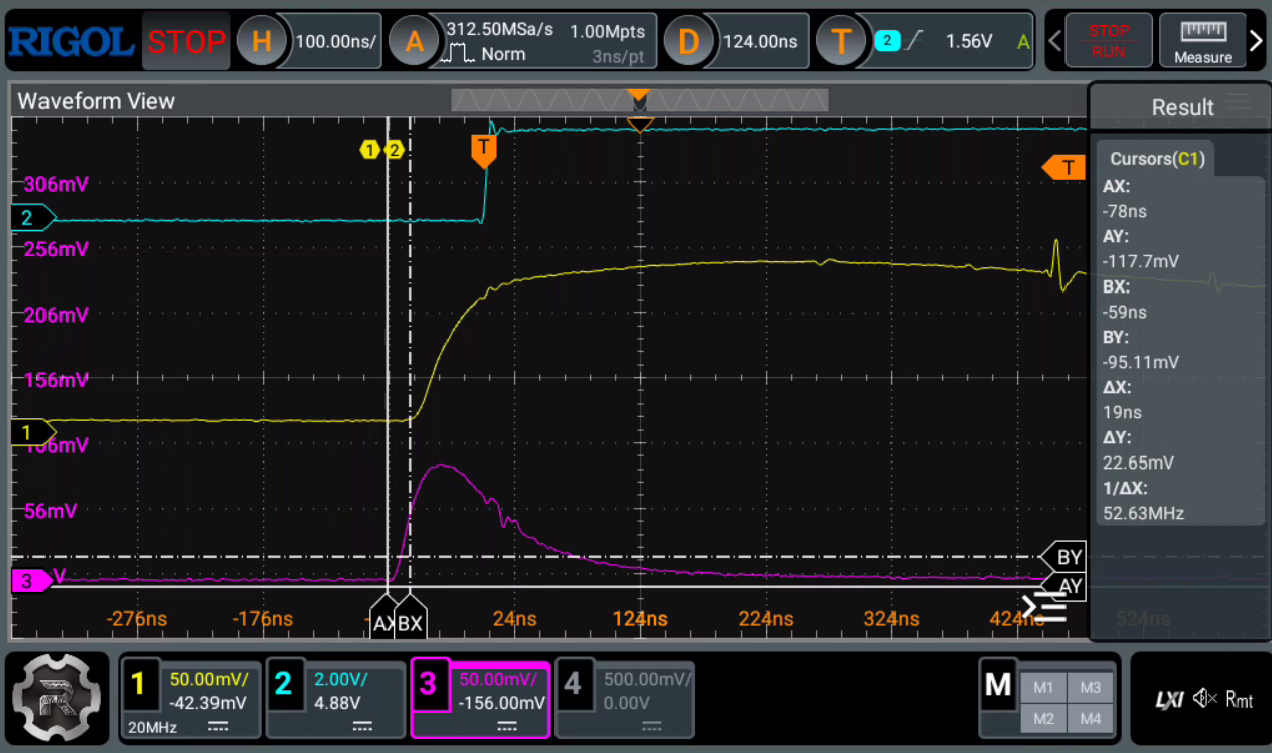 RIGOL STOP H 100.00ns/ A 312.50MSa/s 1.00Mpts D 124.00ns T 2 1.56V A STOP
Norm 3ns/pt RUN Measure
Waveform View
Result
1 2 T
Cursors(C1)
T
306mV
AX:
-78ns
2
AY:
256mV
-117.7mV
BX:
206mV
-59ns
BY:
-95.11mV
156mV
ΔX:
19ns
1
ΔY:
22.65mV
1/ΔX:
56mV
52.63MHz
BY
3 V
AY
-276ns -176ns AX BX 24ns 124ns 224ns 324ns 424ns 524ns
1 50.00mV/ 2 2.00V/ 3 50.00mV/ 4 500.00mV/ M M1 M3
-42.39mV 4.88V -156.00mV 0.00V M2 M4
20MHz
R LXI Rmt